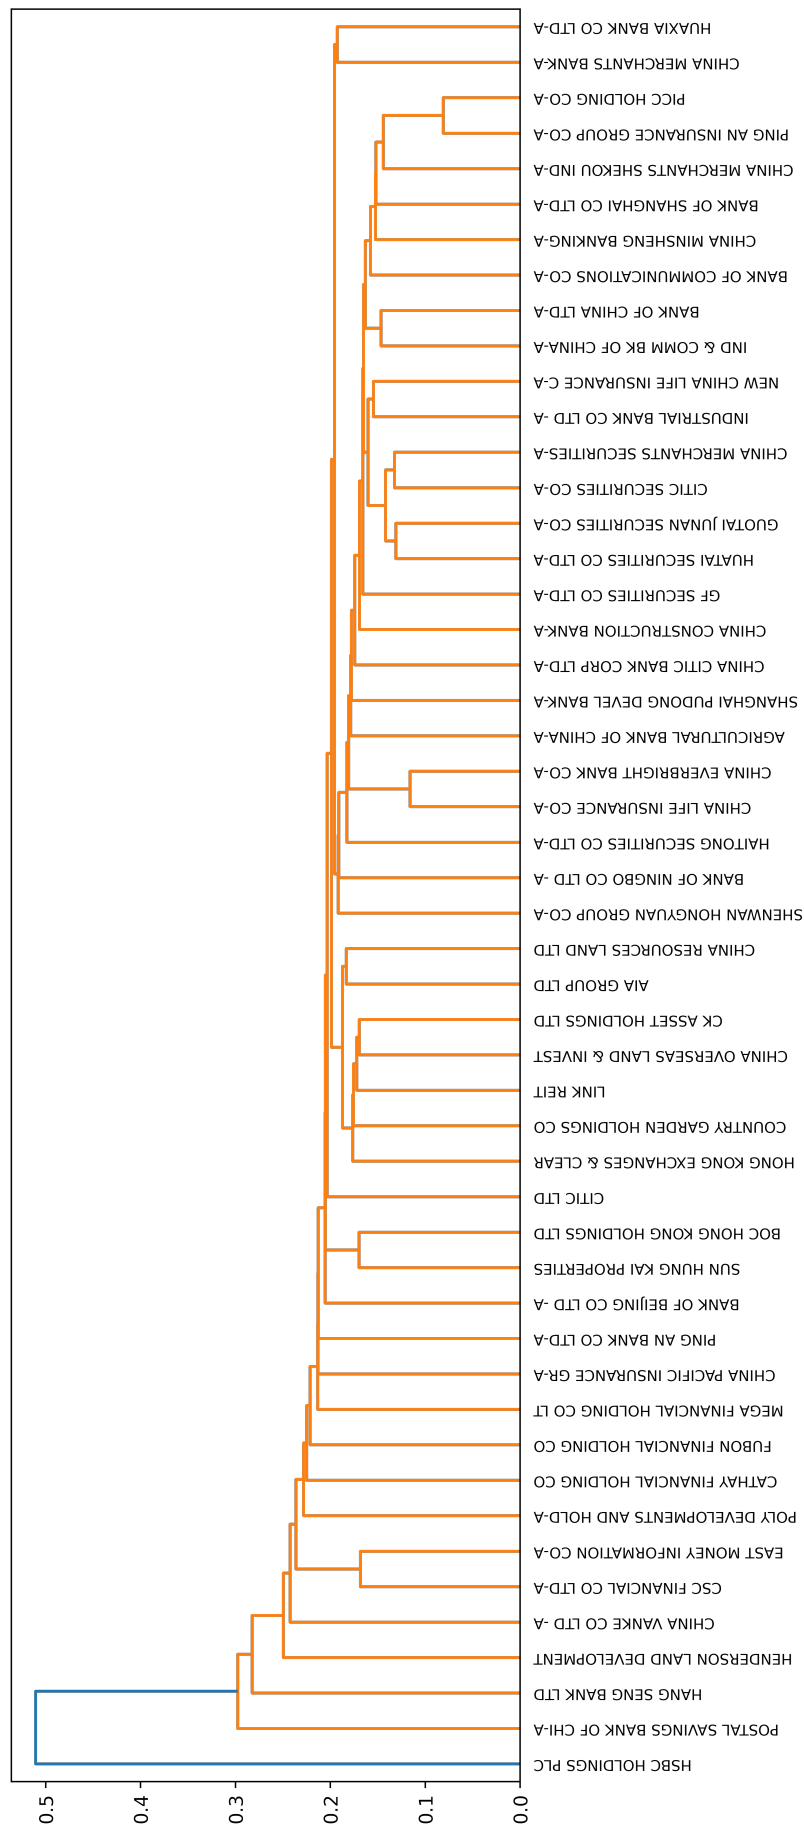 HUAXIA BANK CO LTD-A
CHINA MERCHANTS BANK-A
PICC HOLDING CO-A
PING AN INSURANCE GROUP CO-A
CHINA MERCHANTS SHEKOU IND-A
BANK OF SHANGHAI CO LTD-A
CHINA MINSHENG BANKING-A
BANK OF COMMUNICATIONS CO-A
BANK OF CHINA LTD-A
IND & COMM BK OF CHINA-A
NEW CHINA LIFE INSURANCE C-A
INDUSTRIAL BANK CO LTD -A
CHINA MERCHANTS SECURITIES-A
CITIC SECURITIES CO-A
GUOTAI JUNAN SECURITIES CO-A
HUATAI SECURITIES CO LTD-A
GF SECURITIES CO LTD-A
CHINA CONSTRUCTION BANK-A
CHINA CITIC BANK CORP LTD-A
SHANGHAI PUDONG DEVEL BANK-A
AGRICULTURAL BANK OF CHINA-A
CHINA EVERBRIGHT BANK CO-A
CHINA LIFE INSURANCE CO-A
HAITONG SECURITIES CO LTD-A
BANK OF NINGBO CO LTD -A
SHENWAN HONGYUAN GROUP CO-A
CHINA RESOURCES LAND LTD
AIA GROUP LTD
CK ASSET HOLDINGS LTD
CHINA OVERSEAS LAND & INVEST
LINK REIT
COUNTRY GARDEN HOLDINGS CO
HONG KONG EXCHANGES & CLEAR
CITIC LTD
BOC HONG KONG HOLDINGS LTD
SUN HUNG KAI PROPERTIES
BANK OF BEIJING CO LTD -A
PING AN BANK CO LTD-A
CHINA PACIFIC INSURANCE GR-A
MEGA FINANCIAL HOLDING CO LT
FUBON FINANCIAL HOLDING CO
CATHAY FINANCIAL HOLDING CO
POLY DEVELOPMENTS AND HOLD-A
EAST MONEY INFORMATION CO-A
CSC FINANCIAL CO LTD-A
CHINA VANKE CO LTD -A
HENDERSON LAND DEVELOPMENT
HANG SENG BANK LTD
POSTAL SAVINGS BANK OF CHI-A
HSBC HOLDINGS PLC
0.5
0.4
0.3
0.2
0.1
0.0